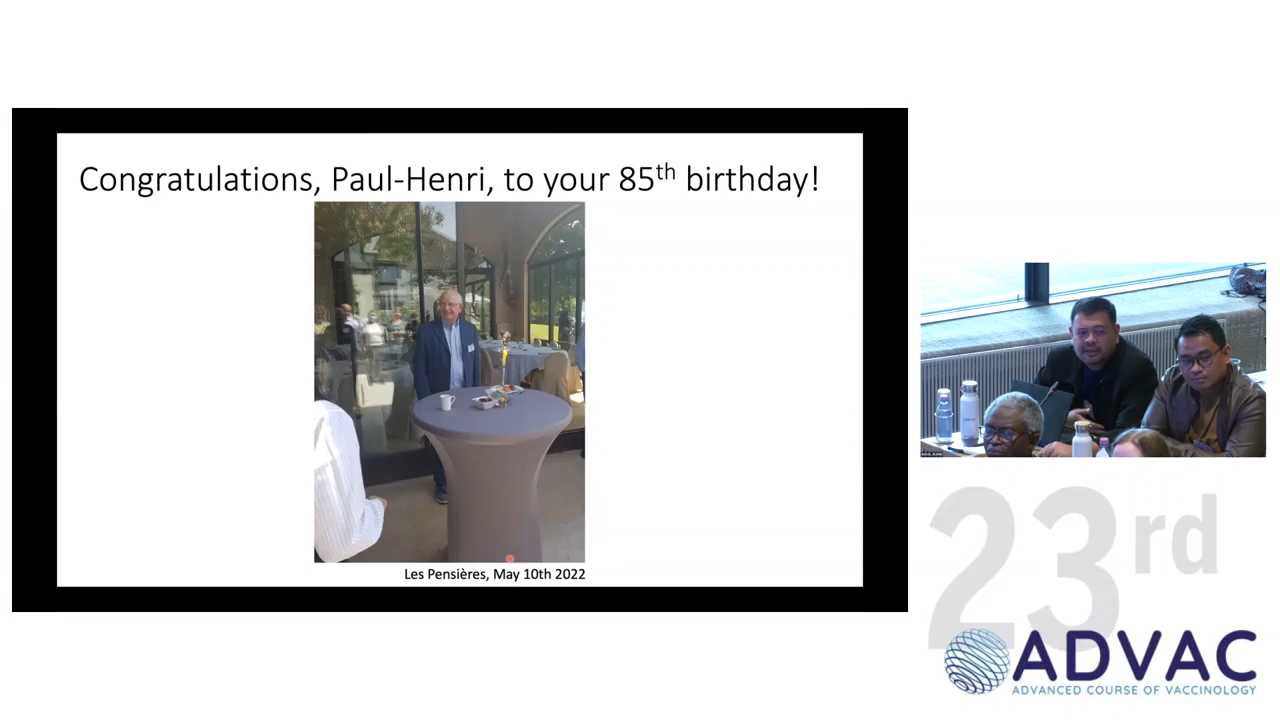 Congratulations, Paul-Henri, to your 85th birthday!
Les Pensières, May 10th 2022
23rd
ADVAC
ADVANCED COURSE OF VACCINOLOGY